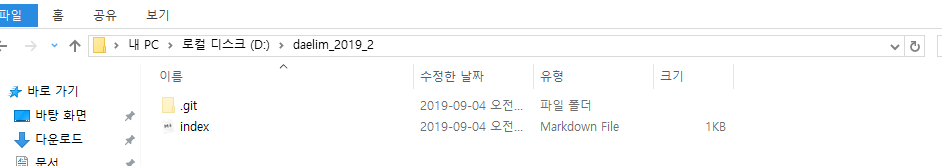 파일 홈 공유 보기
내 PC 로컬 디스크 (D:) daelim_2019_2
이름 수정한 날짜 유형 크기
바로 가기
.git 2019-09-04 오전... 파일 폴더
바탕 화면
index 2019-09-04 오전... Markdown File 1KB
다운로드
문서